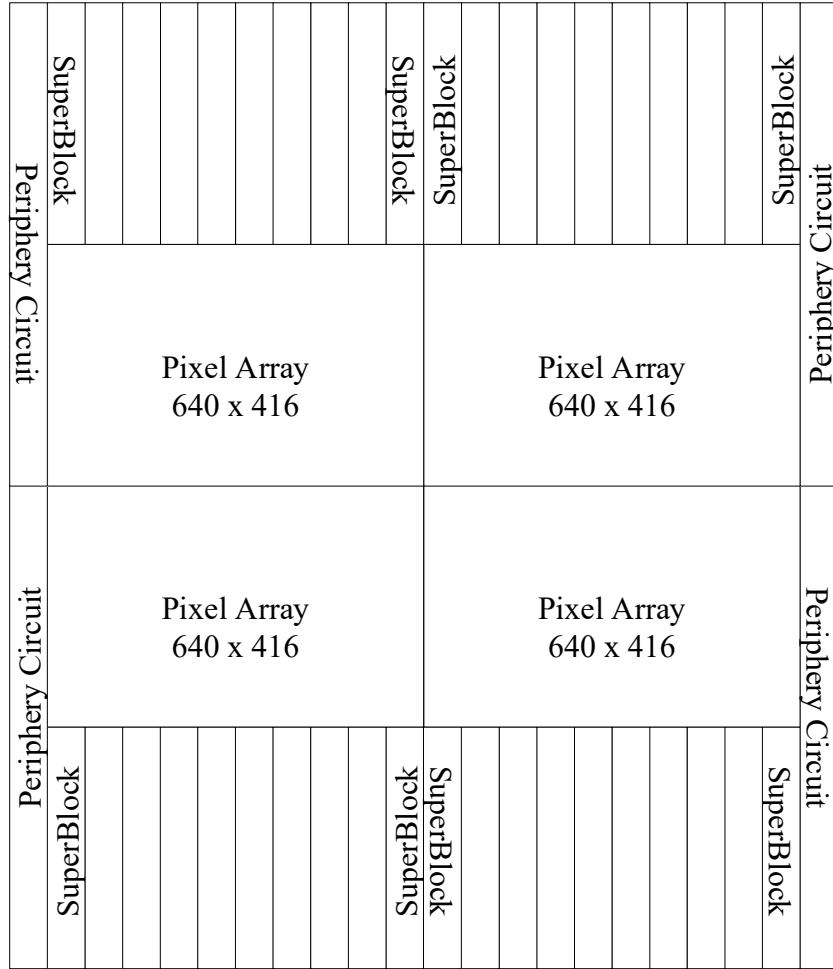 SuperBlock
SuperBlock
SuperBlock
SuperBlock
Periphery Circuit
Periphery Circuit
Pixel Array
640 x 416
Pixel Array
640 x 416
Pixel Array
640 x 416
Pixel Array
640 x 416
Periphery Circuit
Periphery Circuit
SuperBlock
SuperBlock
SuperBlock
SuperBlock